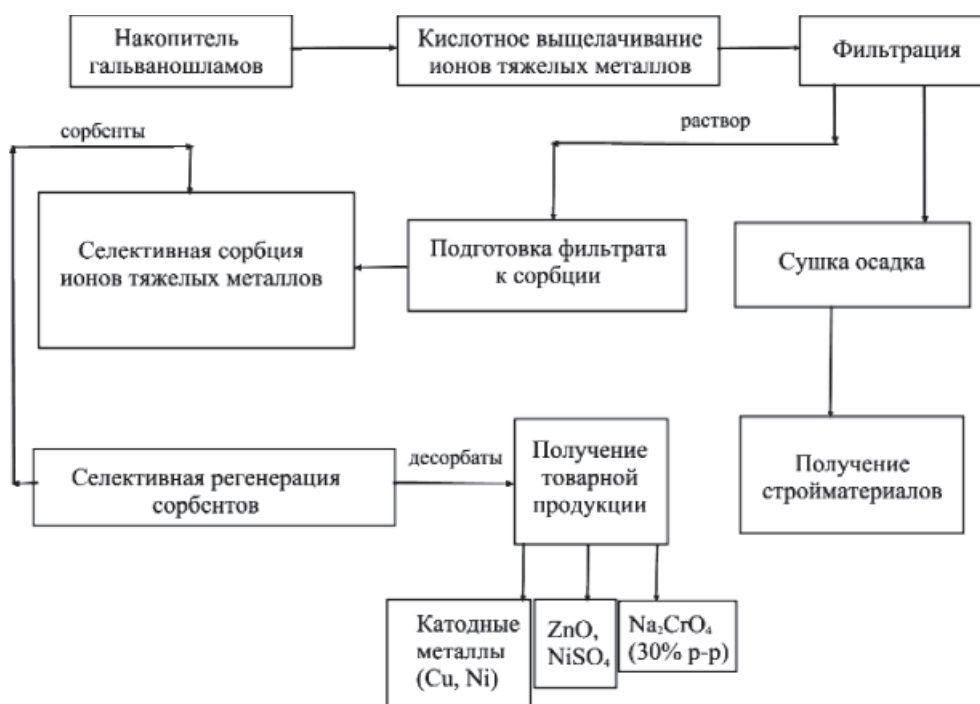 Накопитель
гальваношламов
Кислотное выщелачивание
ионов тяжелых металлов
Фильтрация
сорбенты
раствор
Селективная сорбция
ионов тяжелых металлов
Подготовка фильтрата
к сорбции
Сушка осадка
Селективная регенерация
сорбентов
десорбаты
Получение
товарной
продукции
Получение
стройматериалов
Катодные
металлы
(Cu, Ni)
ZnO,
NiSO₄
Na₂CrO₄
(30% р-р)